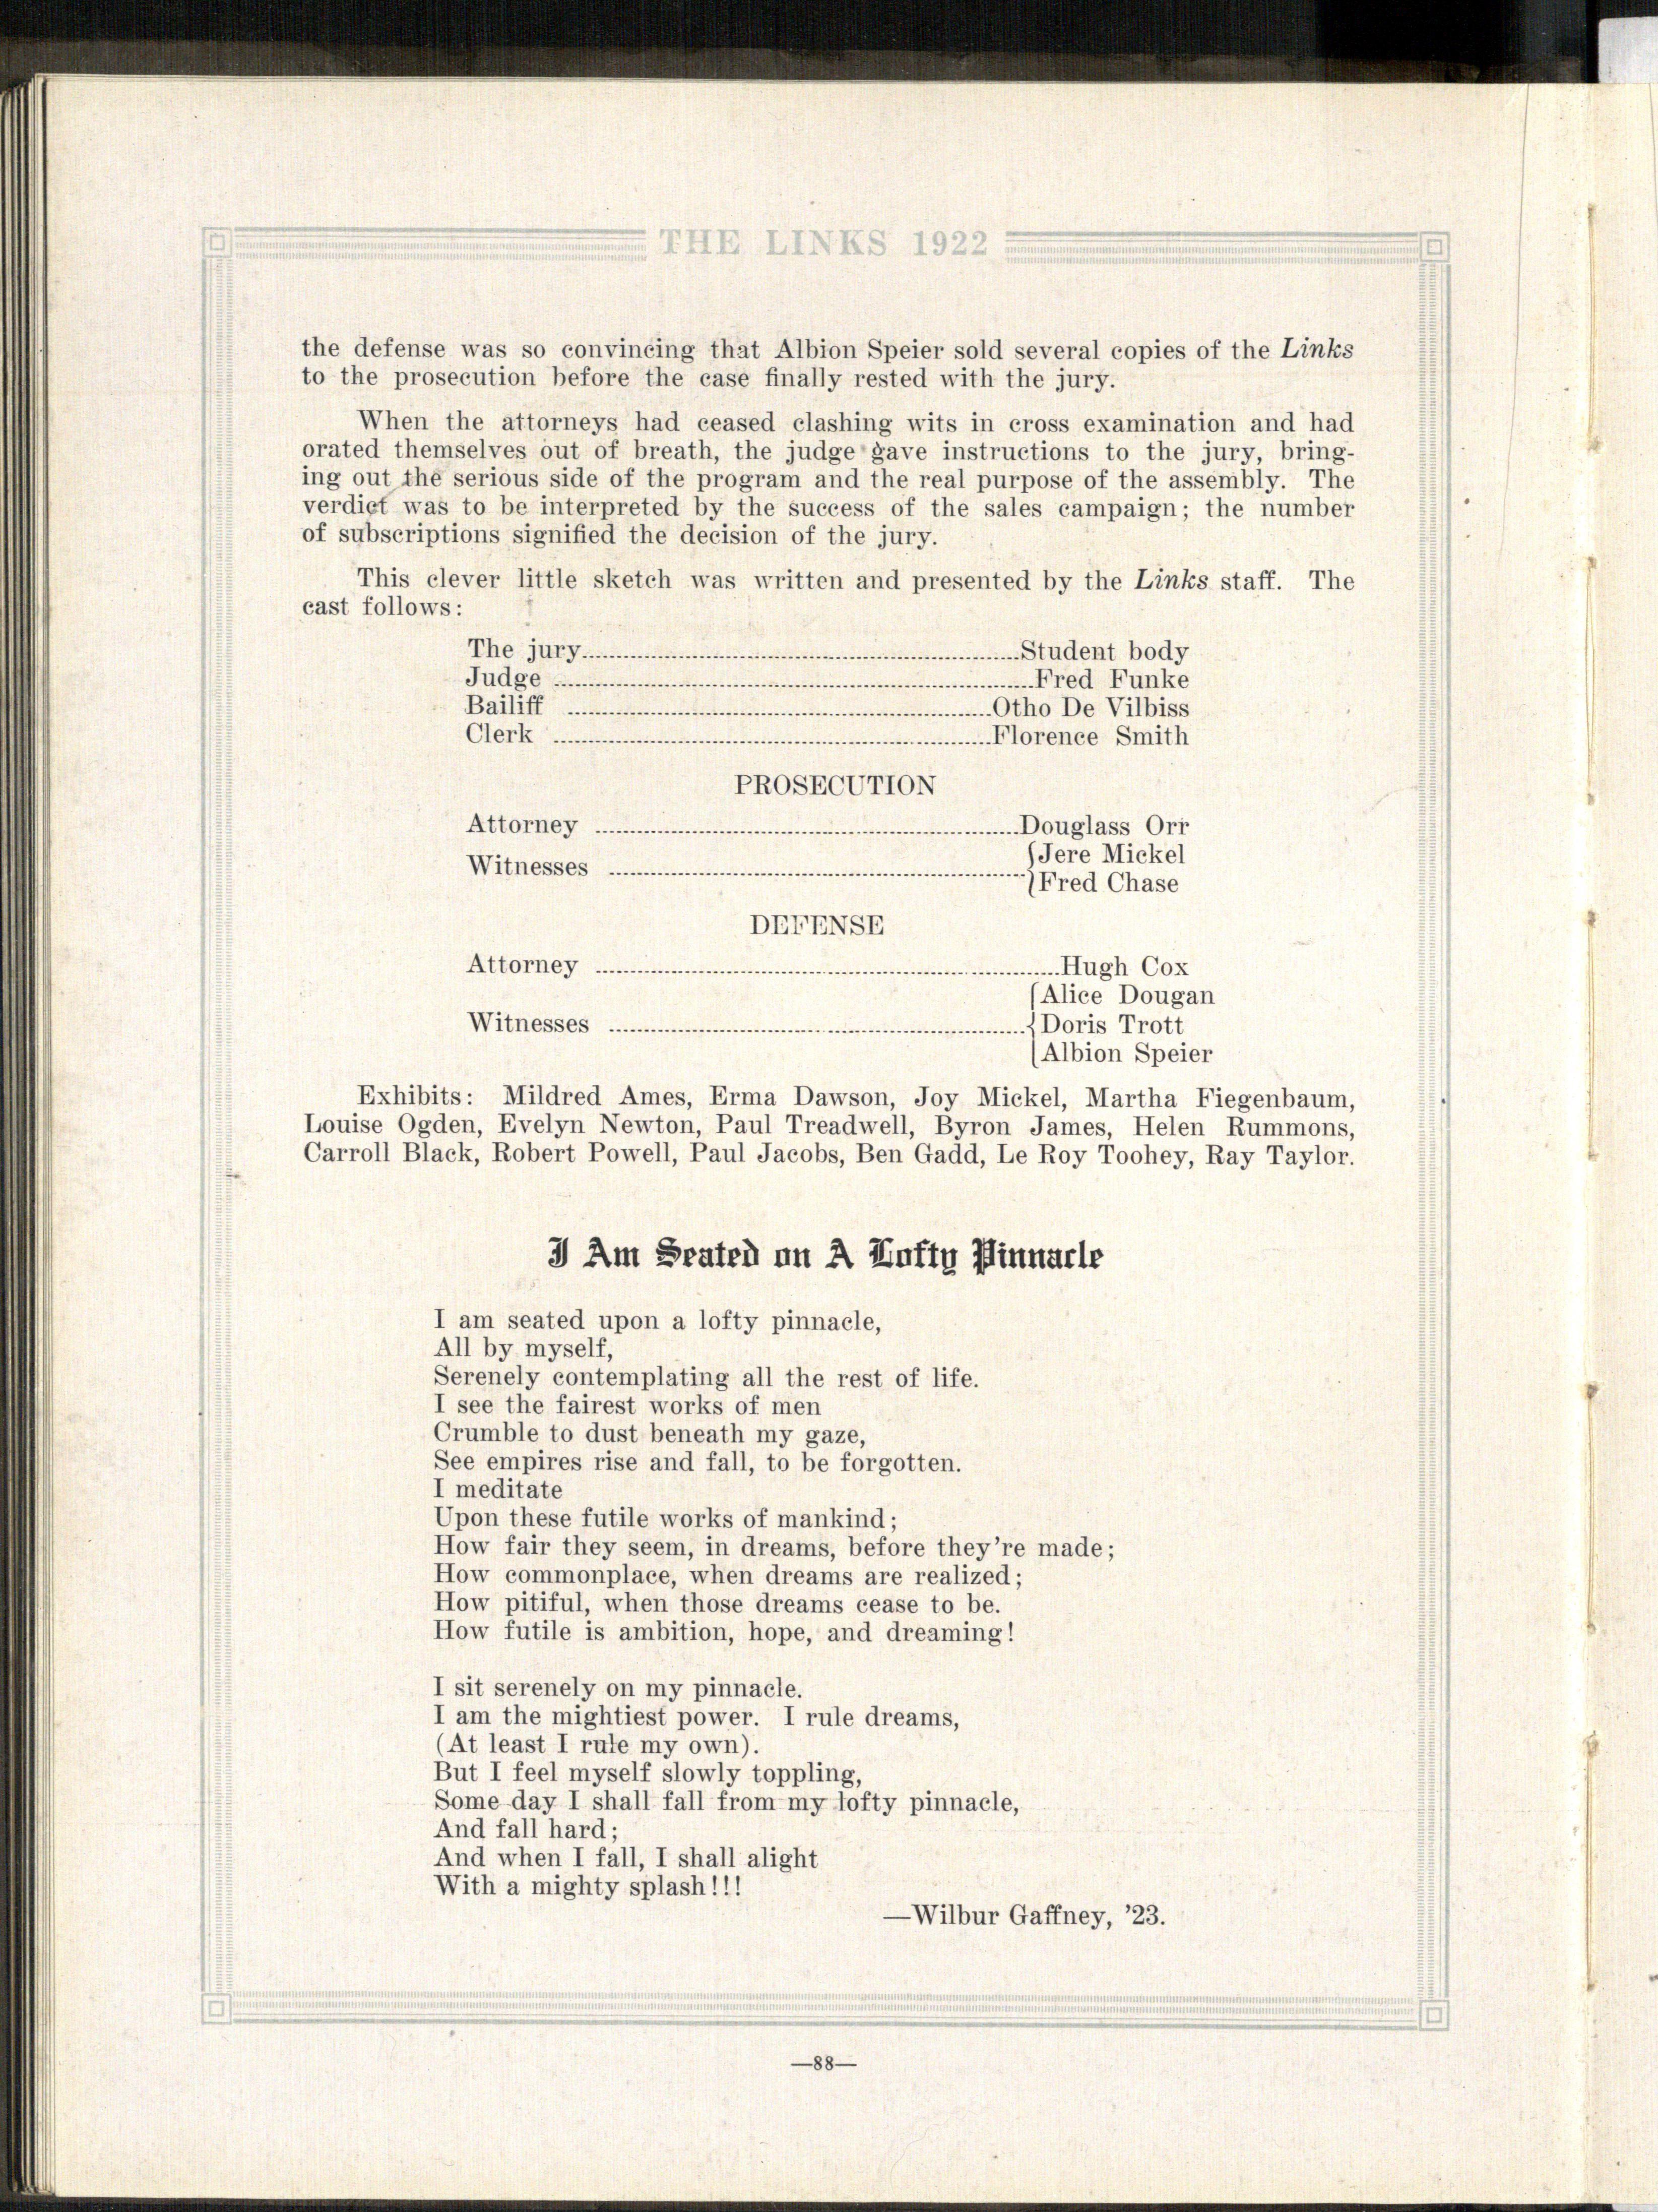 THE LINKS 1922
the defense was so convincing that Albion Speier sold several copies of the Links
to the prosecution before the case finally rested with the jury.
When the attorneys had ceased clashing wits in cross examination and had
orated themselves out of breath, the judge gave instructions to the jury, bring-
ing out the serious side of the program and the real purpose of the assembly. The
verdict was to be interpreted by the success of the sales campaign; the number
of subscriptions signified the decision of the jury.
This clever little sketch was written and presented by the Links staff. The
cast follows:
The jury........Student body
Judge ........Fred Funke
Bailiff ........Otho De Vilbiss
Clerk ........Florence Smith
PROSECUTION
Attorney ........Douglass Orr
Witnesses ........{Jere Mickel
Fred Chase
DEFENSE
Attorney ........Hugh Cox
Alice Dougan
Witnesses ........{Doris Trott
Albion Speier
Exhibits: Mildred Ames, Erma Dawson, Joy Mickel, Martha Fiegenbaum,
Louise Ogden, Evelyn Newton, Paul Treadwell, Byron James, Helen Rummons,
Carroll Black, Robert Powell, Paul Jacobs, Ben Gadd, Le Roy Toohey, Ray Taylor.
I Am Seated on A Lofty Pinnacle
I am seated upon a lofty pinnacle,
All by myself,
Serenely contemplating all the rest of life.
I see the fairest works of men
Crumble to dust beneath my gaze,
See empires rise and fall, to be forgotten.
I meditate
Upon these futile works of mankind;
How fair they seem, in dreams, before they're made;
How commonplace, when dreams are realized;
How pitiful, when those dreams cease to be.
How futile is ambition, hope, and dreaming!
I sit serenely on my pinnacle.
I am the mightiest power. I rule dreams,
(At least I rule my own).
But I feel myself slowly toppling,
Some day I shall fall from my lofty pinnacle,
And fall hard;
And when I fall, I shall alight
With a mighty splash!!!
—Wilbur Gaffney, '23.
—88—